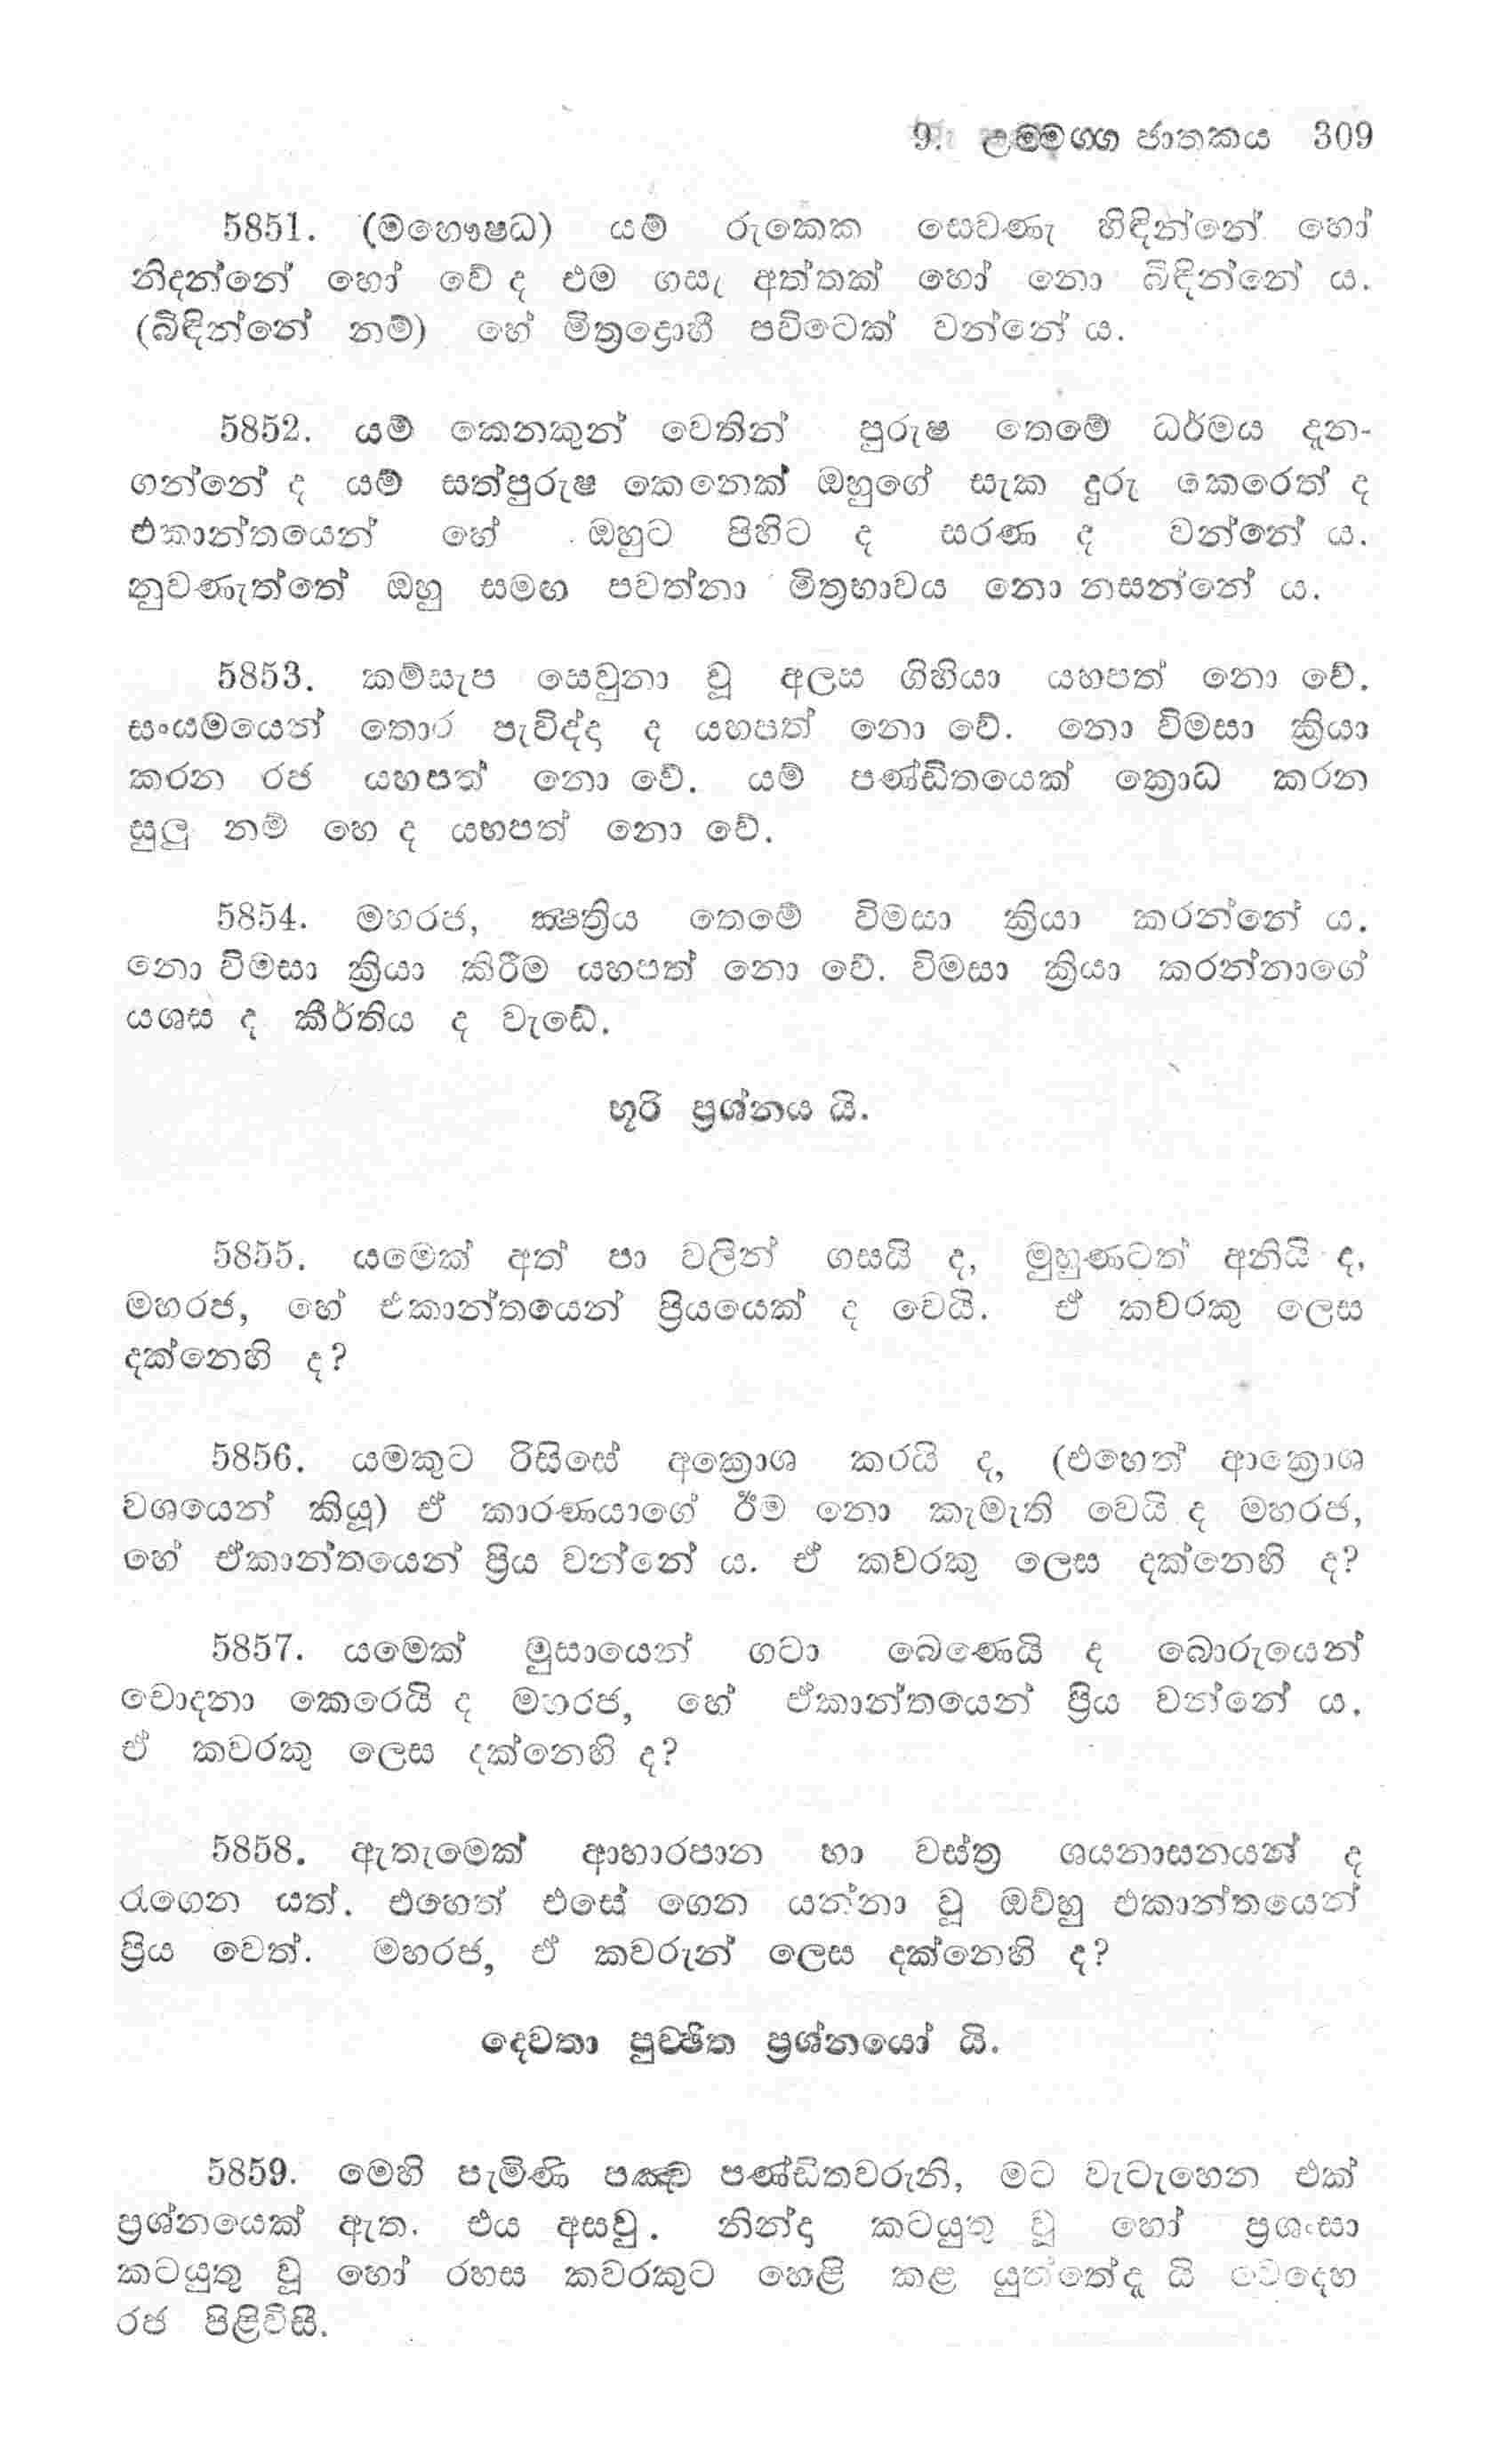 9. උම්මග්ග ජාතකය 309
5851. (මහෞෂධ) යම් රුකෙක සෙවණැ හිඳින්නේ හෝ
නිදන්නේ හෝ වේ ද එම ගසැ අත්තක් හෝ නො බිඳින්නේ ය.
(බිඳින්නේ නම්) හේ මිත්‍රද්‍රොහී පවිටෙක් වන්නේ ය.
5852. යම් කෙනකුන් වෙතින් පුරුෂ තෙමේ ධර්මය දැන-
ගන්නේ ද යම් සත්පුරුෂ කෙනෙක් ඔහුගේ සැක දුරු කෙරෙත් ද
එකාන්තයෙන් හේ ඔහුට පිහිට ද සරණ ද වන්නේ ය.
නුවණැත්තේ ඔහු සමඟ පවත්නා මිත්‍රභාවය නො නසන්නේ ය.
5853. කම්සැප සෙවුනා වූ අලස ගිහියා යහපත් නො වේ.
සංයමයෙන් තොර පැවිද්දා ද යහපත් නො වේ. නො විමසා ක්‍රියා
කරන රජ යහපත් නො වේ. යම් පණ්ඩිතයෙක් ක්‍රොධ කරන
සුලු නම් හෙ ද යහපත් නො වේ.
5854. මහරජ, ක්‍ෂත්‍රිය තෙමේ විමසා ක්‍රියා කරන්නේ ය.
නො විමසා ක්‍රියා කිරීම යහපත් නො වේ. විමසා ක්‍රියා කරන්නාගේ
යශස ද කීර්තිය ද වැඩේ.
භූරි ප්‍රශ්නය යි.
5855. යමෙක් අත් පා වලින් ගසයි ද, මුහුණටත් අනියි ද,
මහරජ, හේ එකාන්තයෙන් ප්‍රියයෙක් ද වෙයි. ඒ කවරකු ලෙස
දක්නෙහි ද?
5856. යමකුට රිසිසේ අක්‍රොශ කරයි ද, (එහෙත් ආක්‍රොශ
වශයෙන් කියූ) ඒ කාරණයාගේ ඊම නො කැමැති වෙයි ද මහරජ,
හේ ඒකාන්තයෙන් ප්‍රිය වන්නේ ය. ඒ කවරකු ලෙස දක්නෙහි ද?
5857. යමෙක් මුසායෙන් ගටා බෙණෙයි ද බොරුයෙන්
චොදනා කෙරෙයි ද මහරජ, හේ ඒකාන්තයෙන් ප්‍රිය වන්නේ ය.
ඒ කවරකු ලෙස දක්නෙහි ද?
5858. ඇතැමෙක් ආහාරපාන හා වස්ත්‍ර ශයනාසනයන් ද
රැගෙන යත්. එහෙත් එසේ ගෙන යන්නා වූ ඔව්හු එකාන්තයෙන්
ප්‍රිය වෙත්. මහරජ, ඒ කවරුන් ලෙස දක්නෙහි ද?
දෙවතා පුච්ඡිත ප්‍රශ්නයෝ යි.
5859. මෙහි පැමිණි පඤ්ච පණ්ඩිතවරුනි, මට වැටැහෙන එක්
ප්‍රශ්නයෙක් ඇත. එය අසවු. නින්දා කටයුතු වූ හෝ ප්‍රශංසා
කටයුතු වූ හෝ රහස කවරකුට හෙළි කළ යුත්තේදැ යි වෙදෙහ
රජ පිළිවිසී.